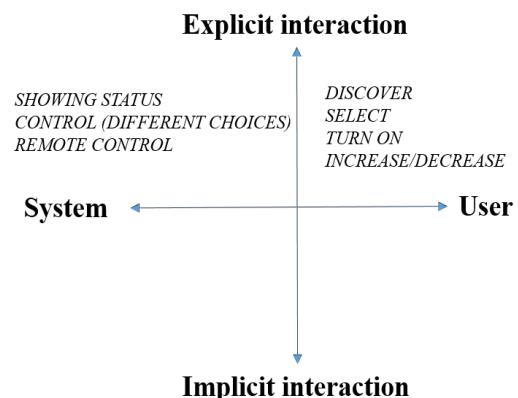 Explicit interaction
SHOWING STATUS
CONTROL (DIFFERENT CHOICES)
REMOTE CONTROL
DISCOVER
SELECT
TURN ON
INCREASE/DECREASE
System
User
Implicit interaction